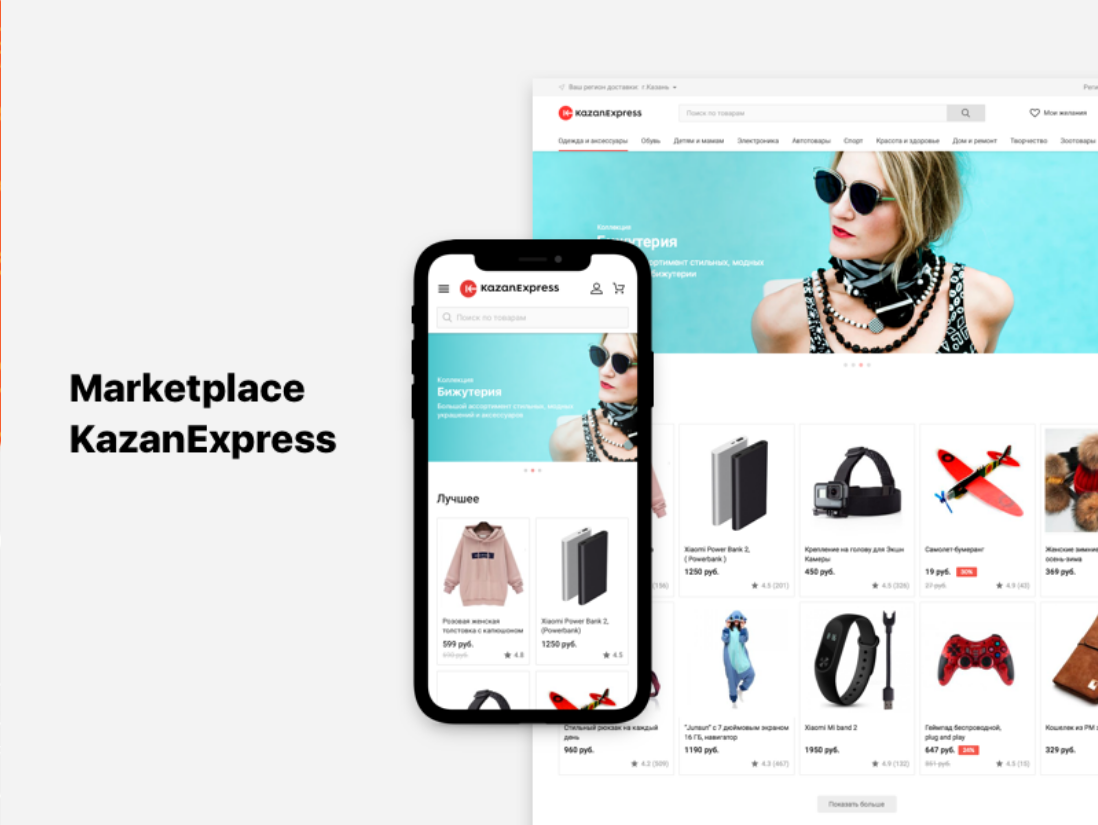 Marketplace
KazanExpress
Ваш регион доставки: г.Казань
KazanExpress
Поиск по товарам
Мои желания
Одежда и аксессуары Обувь Детям и мамам Электроника Автотовары Спорт Красота и здоровье Дом и ремонт Творчество Зоотовары
Коллекция
Бижутерия
стильных, модных
бижутерии
KazanExpress
Поиск по товарам
Коллекция
Бижутерия
Большой ассортимент стильных, модных
украшений и аксессуаров
Лучшее
Розовая женская
толстовка с капюшоном
599 руб.
690 руб.
4.8
Xiaomi Power Bank 2,
(Powerbank)
1250 руб.
4.5
(156)
Xiaomi Power Bank 2,
( Powerbank )
1250 руб.
4.5 (201)
Крепление на голову для Экшн
Камеры
450 руб.
4.5 (326)
Самолет-бумеранг
19 руб. 30%
27 руб.
4.9 (43)
Женские зимние
осень-зима
369 руб.
Стильный рюкзак на каждый
день
960 руб.
4.2 (509)
"Junsun" с 7 дюймовым экраном
16 ГБ, навигатор
1190 руб.
4.3 (467)
Xiaomi Mi band 2
1950 руб.
4.9 (132)
Геймпад беспроводной,
plug and play
647 руб. 24%
851 руб.
4.5 (15)
Кошелек из PM
329 руб.
Показать больше